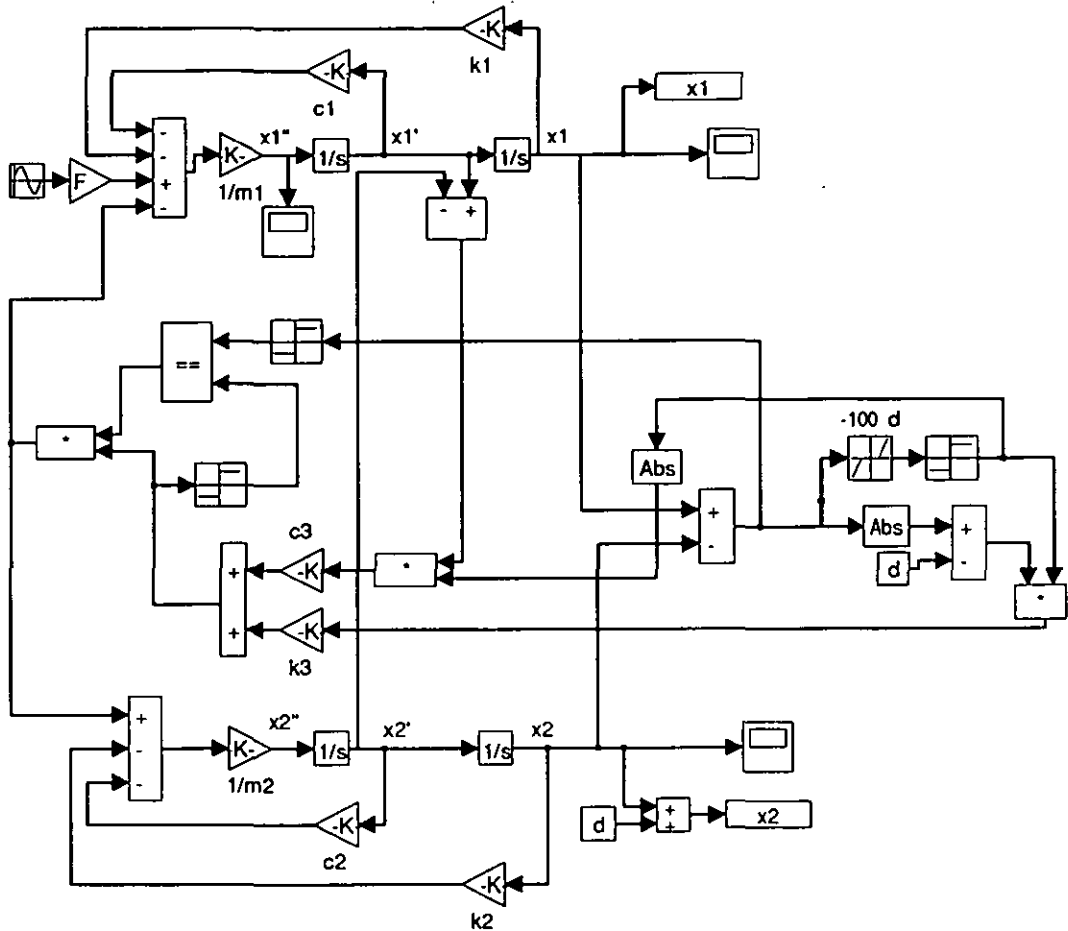 -K
k1
-K
c1
x1
-
-
+
-
F
K-
1/m1
x1"
1/s
x1'
1/s
x1
- +
==
*
-100 d
Abs
+
-
Abs
d
+
-
*
c3
-K
*
+
+
-K
k3
+
-
-
K-
1/m2
x2"
1/s
x2'
1/s
x2
-K
c2
d
+
+
x2
-K
k2